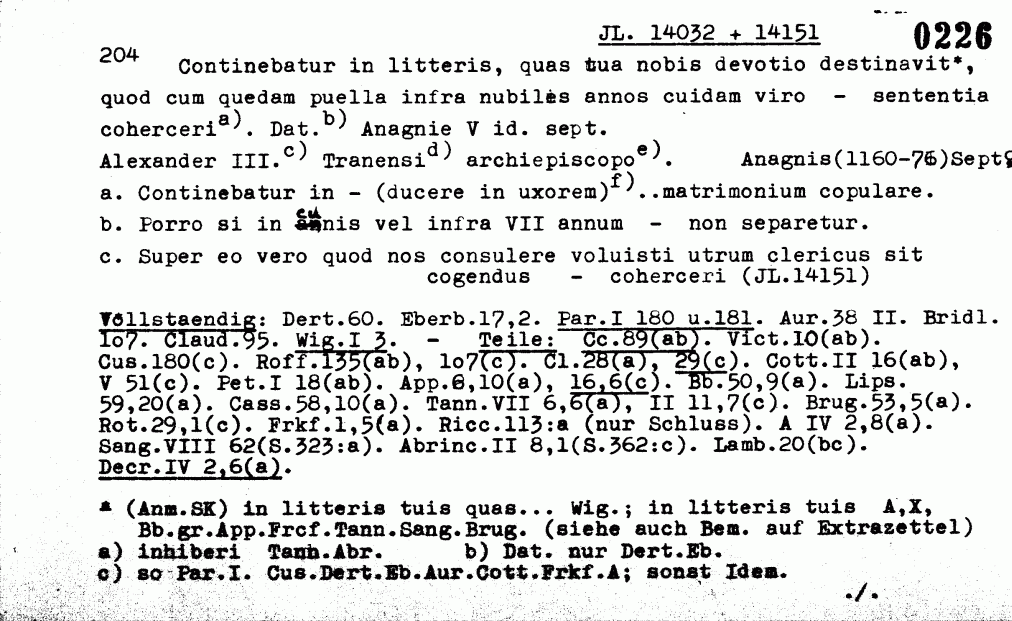 JL. 14032 + 14151 0226
204
Continebatur in litteris, quas tua nobis devotio destinavit*,
quod cum quedam puella infra nubiles annos cuidam viro - sententia
coherceri a). Dat. b) Anagnie V id. sept.
Alexander III. c) Tranensi d) archiepiscopo e). Anagnis(1160-76)Sept9
a. Continebatur in - (ducere in uxorem) f)..matrimonium copulare.
b. Porro si in cunis vel infra VII annum - non separetur.
c. Super eo vero quod nos consulere voluisti utrum clericus sit
cogendus - coherceri (JL.14151)
Vollstaendig: Dert.60. Eberb.17,2. Par.I 180 u.181. Aur.38 II. Bridl.
1o7. Claud.95. Wig.I 3. - Teile: Cc.89(ab). Vict.10(ab).
Cus.180(c). Roff.135(ab), 1o7(c). Cl.28(a), 29(c). Cott.II 16(ab),
V 51(c). Pet.I 18(ab). App.6,10(a), 16,6(c). Bb.50,9(a). Lips.
59,20(a). Cass.58,10(a). Tann.VII 6,6(a), II 11,7(c). Brug.53,5(a).
Rot.29,1(c). Frkf.1,5(a). Ricc.113:a (nur Schluss). A IV 2,8(a).
Sang.VIII 62(S.323:a). Abrinc.II 8,1(S.362:c). Lamb.20(bc).
Decr.IV 2,6(a).
* (Anm.SK) in litteris tuis quas... Wig.; in litteris tuis A,X,
Bb.gr.App.Frcf.Tann.Sang.Brug. (siehe auch Bem. auf Extrazettel)
a) inhiberi Tann.Abr. b) Dat. nur Dert.Eb.
c) so Par.I. Cus.Dert.Eb.Aur.Cott.Frkf.A; sonst Idem.
./.